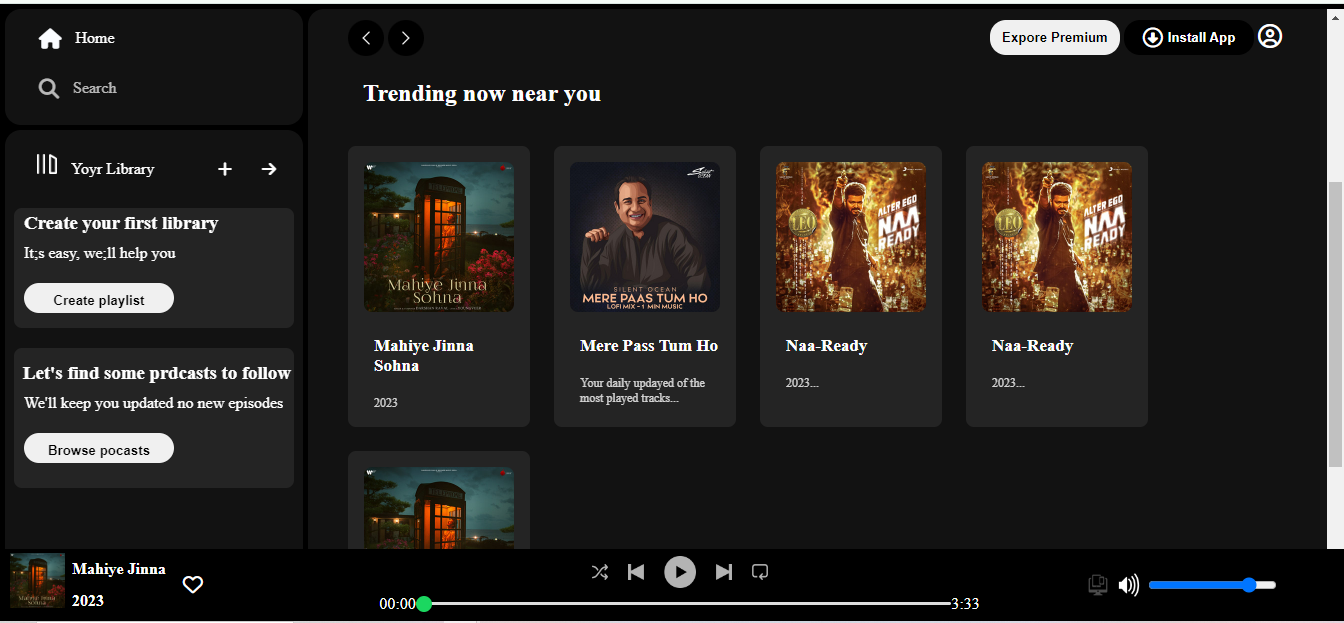 Home
Search
Yoyr Library
Create your first library
It;s easy, we;ll help you
Create playlist
Let's find some prdcasts to follow
We'll keep you updated no new episodes
Browse pocasts
Expore Premium
Install App
Trending now near you
Mahiye Jinna
Sohna
Mahiye Jinna
Sohna
2023
SILENT OCEAN
MERE PAAS TUM HO
LOFI MIX - 1 MIN MUSIC
Mere Pass Tum Ho
Your daily updayed of the
most played tracks...
LEO
ALTER EGO
NAA
READY
Naa-Ready
2023...
LEO
ALTER EGO
NAA
READY
Naa-Ready
2023...
Mahiye Jinna
2023
00:00
3:33